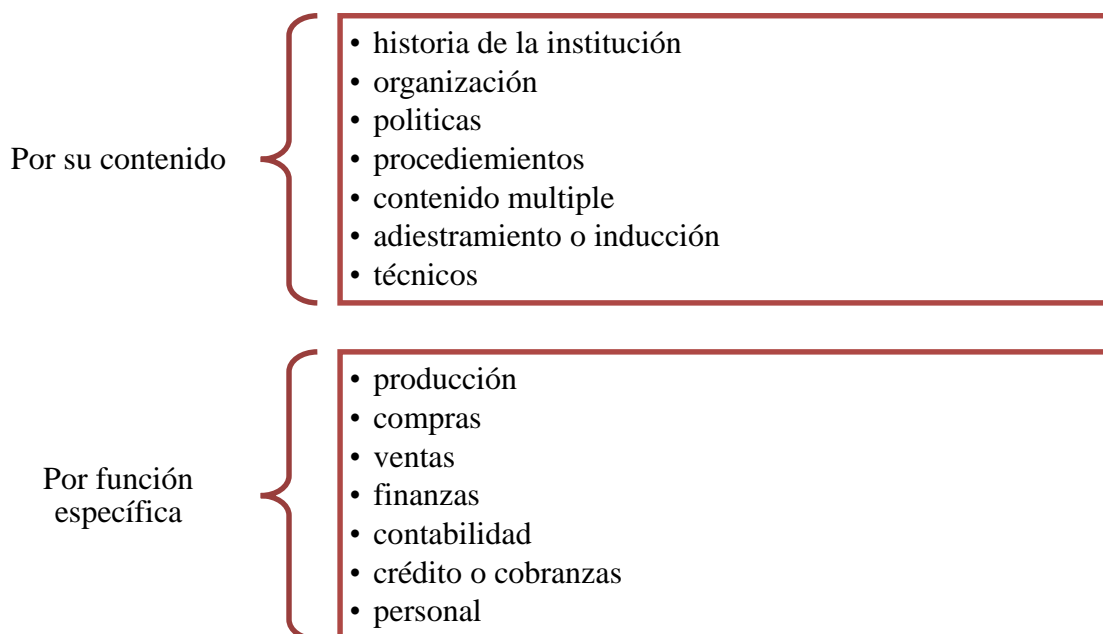 Por su contenido
• historia de la institución
• organización
• politicas
• procediemientos
• contenido multiple
• adiestramiento o inducción
• técnicos
Por función
específica
• producción
• compras
• ventas
• finanzas
• contabilidad
• crédito o cobranzas
• personal